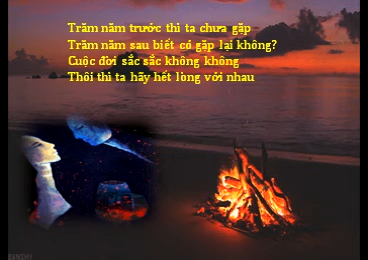 Trăm năm trước thì ta chưa gặp
Trăm năm sau biết có gặp lại không?
Cuộc đời sắc sắc không không
Thôi thì ta hãy hết lòng với nhau